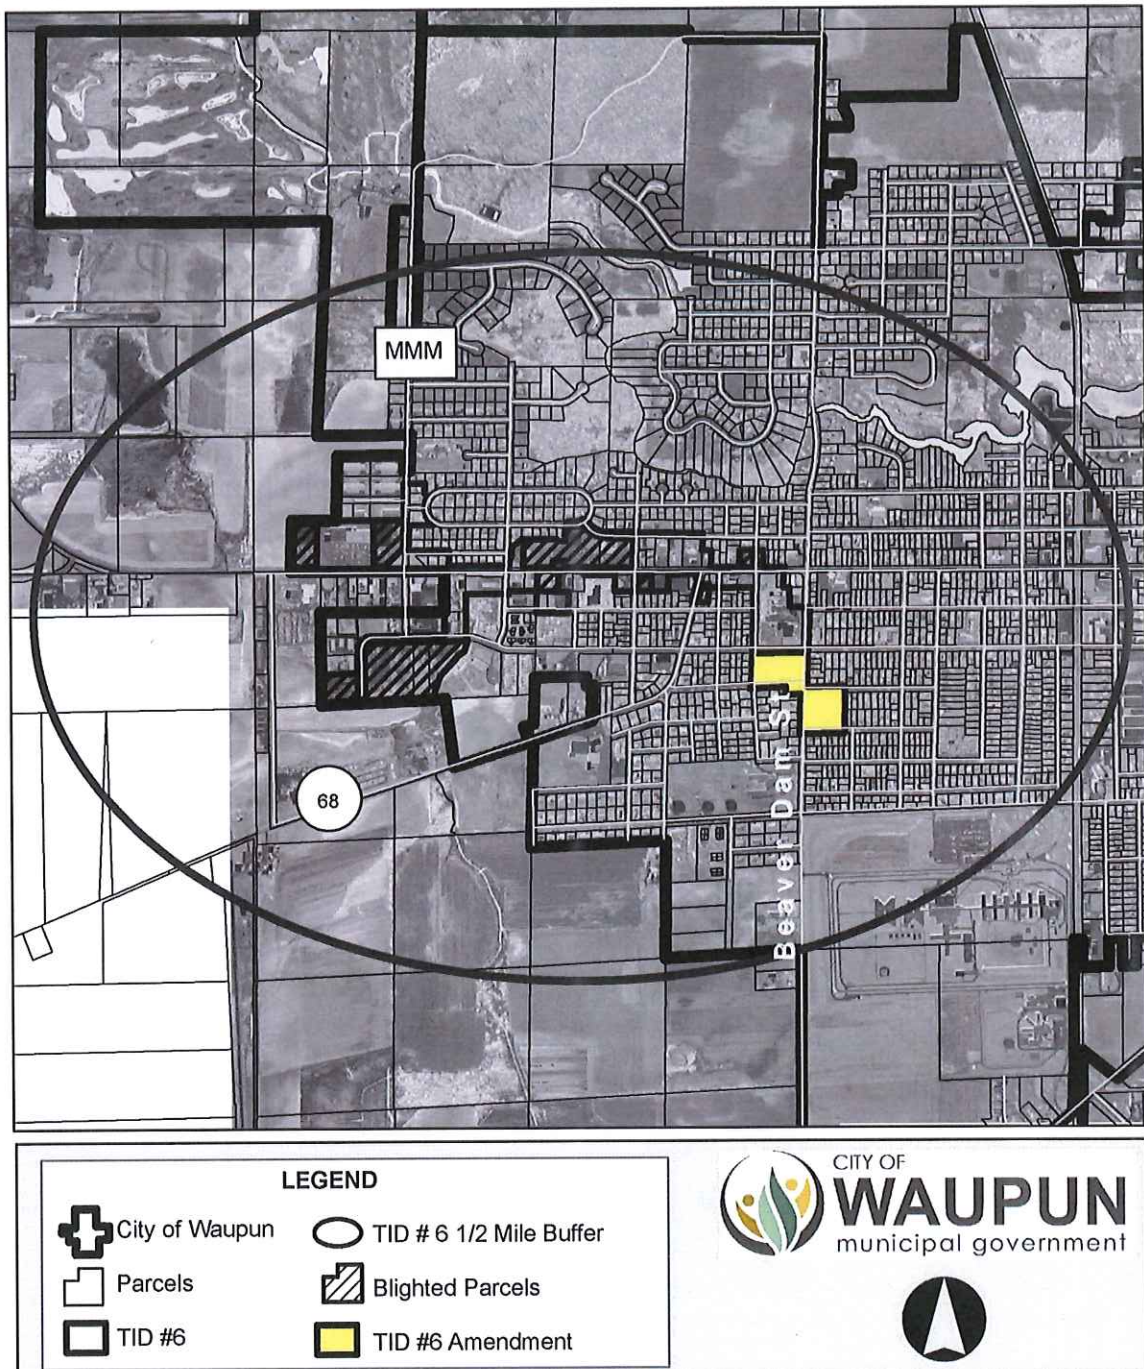 MMM
68
Beaver Dam St
LEGEND
City of Waupun
TID # 6 1/2 Mile Buffer
Parcels
Blighted Parcels
TID #6
TID #6 Amendment
CITY OF
WAUPUN
municipal government